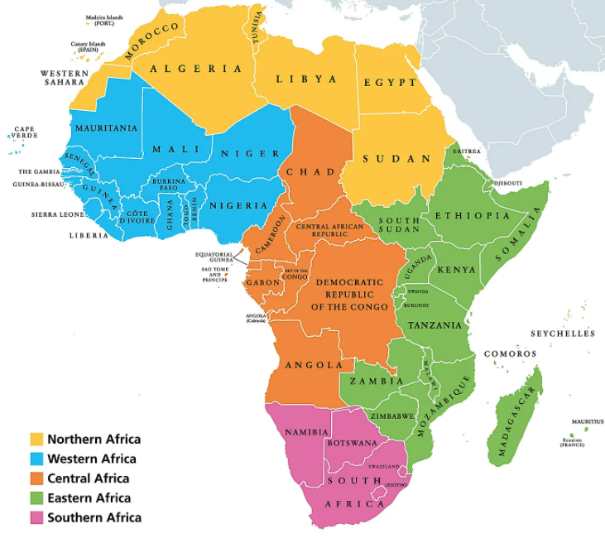 Madeira Islands
(PORT.)
Canary Islands
(SPAIN)
MOROCCO
TUNISIA
ALGERIA
LIBYA
EGYPT
WESTERN
SAHARA
CAPE
VERDE
MAURITANIA
MALI
NIGER
CHAD
SUDAN
ERITREA
DJIBOUTI
SENEGAL
THE GAMBIA
GUINEA-BISSAU
GUINEA
SIERRA LEONE
LIBERIA
CÔTE
D'IVOIRE
BURKINA
FASO
GHANA
TOGO
BENIN
NIGERIA
CAMEROON
CENTRAL AFRICAN
REPUBLIC
SOUTH
SUDAN
ETHIOPIA
SOMALIA
EQUATORIAL
GUINEA
SAO TOME
AND
PRINCIPE
GABON
REP OF THE
CONGO
DEMOCRATIC
REPUBLIC
OF THE CONGO
UGANDA
KENYA
RWANDA
BURUNDI
TANZANIA
ANGOLA
(Cabinda)
ANGOLA
ZAMBIA
MALAWI
MOZAMBIQUE
ZIMBABWE
COMOROS
SEYCHELLES
MADAGASCAR
MAURITIUS
Réunion
(FRANCE)
NAMIBIA
BOTSWANA
SWAZILAND
LESOTHO
SOUTH
AFRICA
Northern Africa
Western Africa
Central Africa
Eastern Africa
Southern Africa